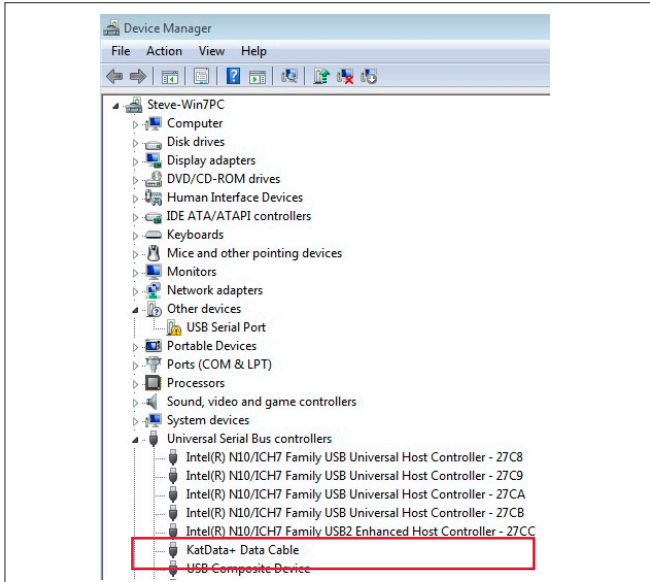 Device Manager
File Action View Help
Steve-Win7PC
Computer
Disk drives
Display adapters
DVD/CD-ROM drives
Human Interface Devices
IDE ATA/ATAPI controllers
Keyboards
Mice and other pointing devices
Monitors
Network adapters
Other devices
USB Serial Port
Portable Devices
Ports (COM & LPT)
Processors
Sound, video and game controllers
System devices
Universal Serial Bus controllers
Intel(R) N10/ICH7 Family USB Universal Host Controller - 27C8
Intel(R) N10/ICH7 Family USB Universal Host Controller - 27C9
Intel(R) N10/ICH7 Family USB Universal Host Controller - 27CA
Intel(R) N10/ICH7 Family USB Universal Host Controller - 27CB
Intel(R) N10/ICH7 Family USB2 Enhanced Host Controller - 27CC
KatData+ Data Cable
USB Composite Device